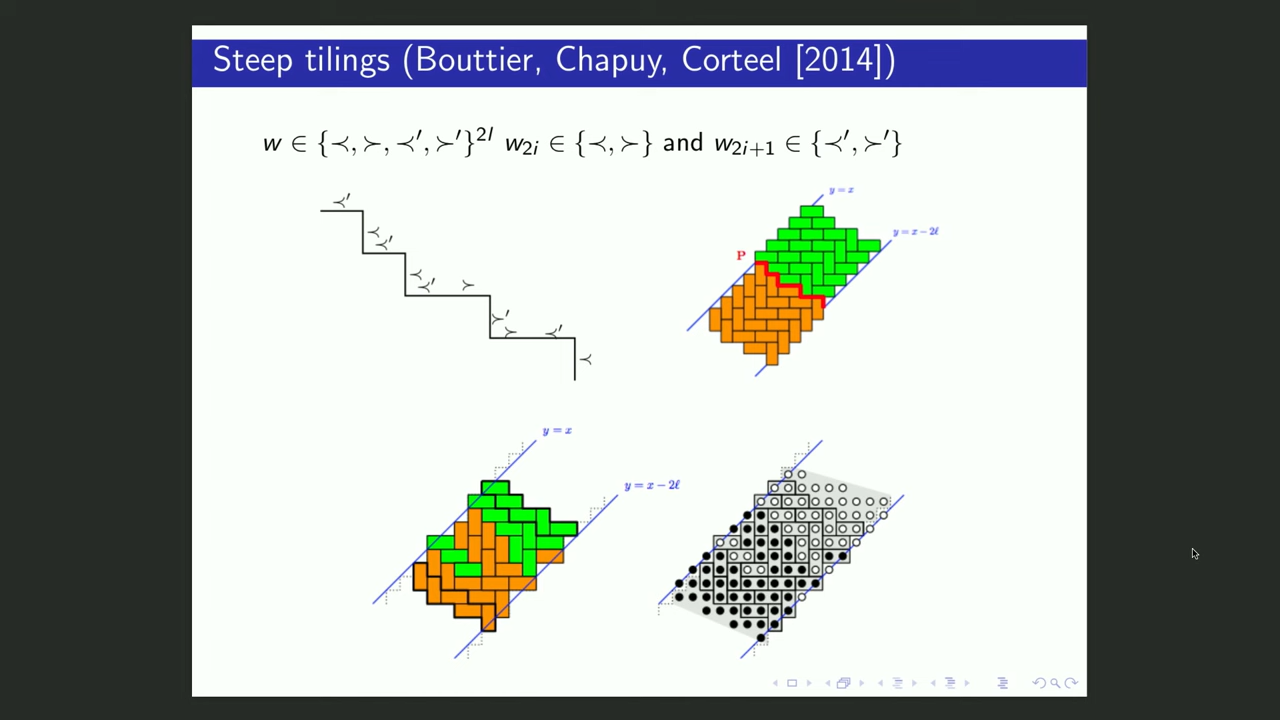 Steep tilings (Bouttier, Chapuy, Corteel [2014])
w ∈ {≺, ≻, ≺′, ≻′}^{2l} w_{2i} ∈ {≺, ≻} and w_{2i+1} ∈ {≺′, ≻′}
≺′
≺
≺′
≺
≺′ ≻
≻′
≻ ≺′
≺
y = x
y = x − 2ℓ
P
y = x
y = x − 2ℓ